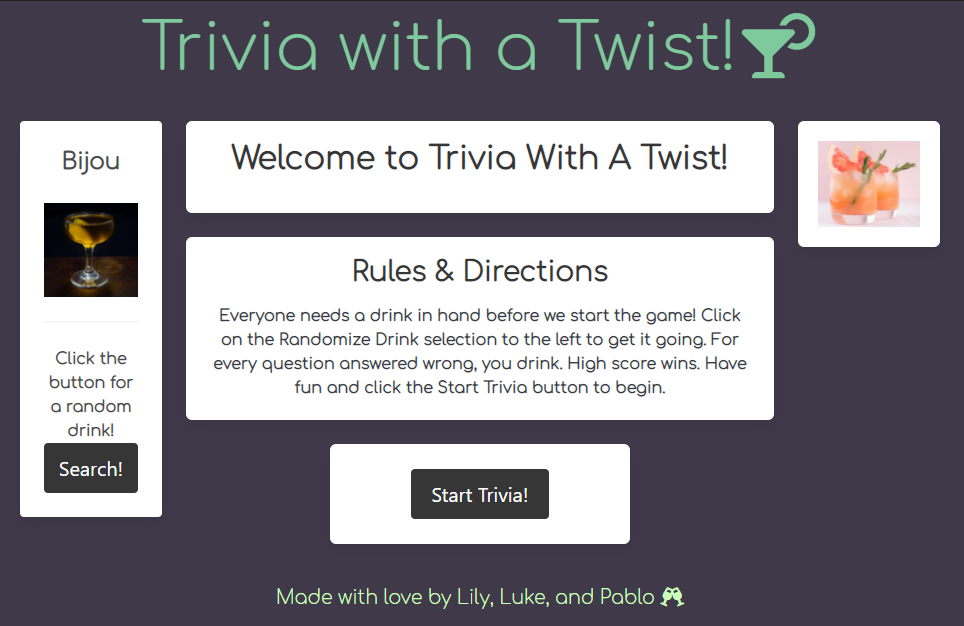 Trivia with a Twist!
Bijou
Click the
button for
a random
drink!
Search!
Welcome to Trivia With A Twist!
Rules & Directions
Everyone needs a drink in hand before we start the game! Click
on the Randomize Drink selection to the left to get it going. For
every question answered wrong, you drink. High score wins. Have
fun and click the Start Trivia button to begin.
Start Trivia!
Made with love by Lily, Luke, and Pablo 🥂